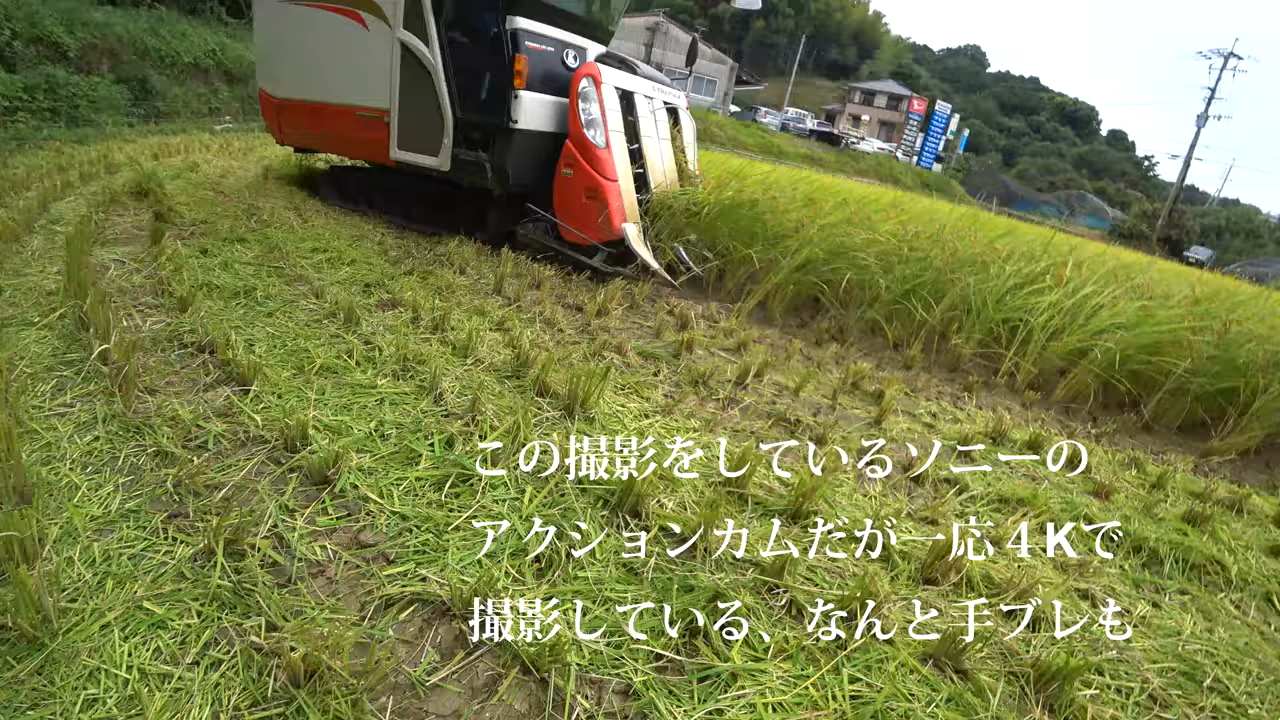 この撮影をしているソニーの
アクションカムだが一応４Kで
撮影している、なんと手ブレも